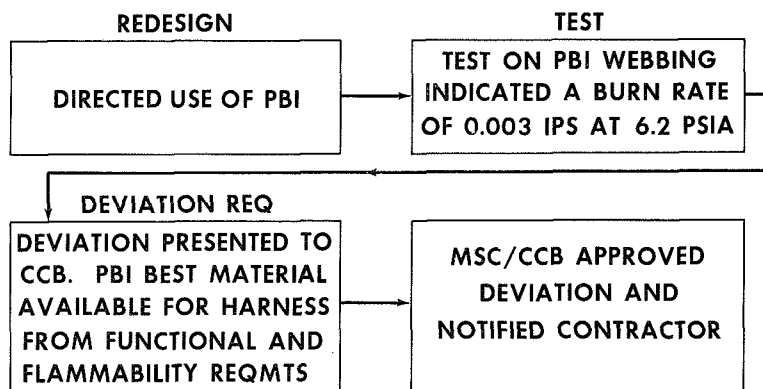 REDESIGN
DIRECTED USE OF PBI
TEST
TEST ON PBI WEBBING
INDICATED A BURN RATE
OF 0.003 IPS AT 6.2 PSIA
DEVIATION REQ
DEVIATION PRESENTED TO
CCB. PBI BEST MATERIAL
AVAILABLE FOR HARNESS
FROM FUNCTIONAL AND
FLAMMABILITY REQMTS
MSC/CCB APPROVED
DEVIATION AND
NOTIFIED CONTRACTOR